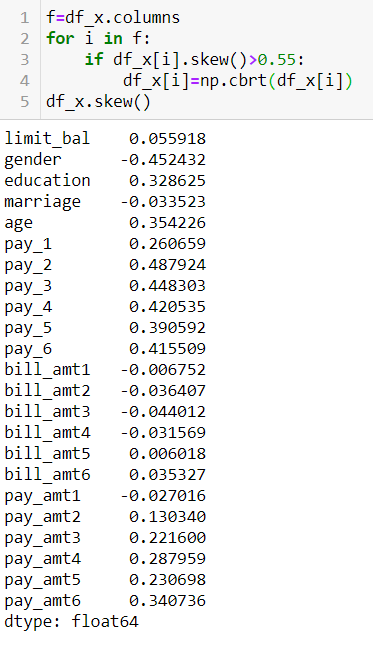 1 f=df_x.columns
2 for i in f:
3     if df_x[i].skew()>0.55:
4         df_x[i]=np.cbrt(df_x[i])
5 df_x.skew()
limit_bal    0.055918
gender      -0.452432
education    0.328625
marriage    -0.033523
age          0.354226
pay_1        0.260659
pay_2        0.487924
pay_3        0.448303
pay_4        0.420535
pay_5        0.390592
pay_6        0.415509
bill_amt1   -0.006752
bill_amt2   -0.036407
bill_amt3   -0.044012
bill_amt4   -0.031569
bill_amt5    0.006018
bill_amt6    0.035327
pay_amt1    -0.027016
pay_amt2     0.130340
pay_amt3     0.221600
pay_amt4     0.287959
pay_amt5     0.230698
pay_amt6     0.340736
dtype: float64